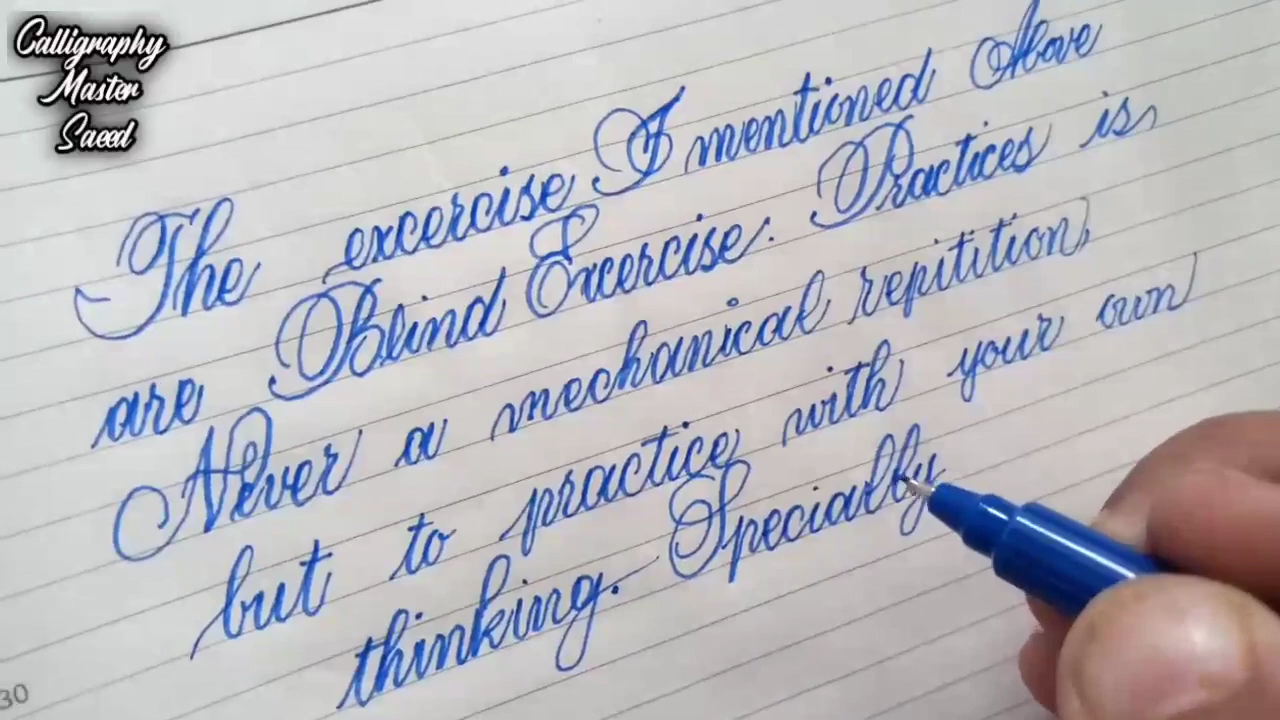 Calligraphy
Master
Saeed
The excercise I mentioned Above
are Blind Excercise. Practices is
Never a mechanical repitition
but to practice with your own
thinking. Specially
30